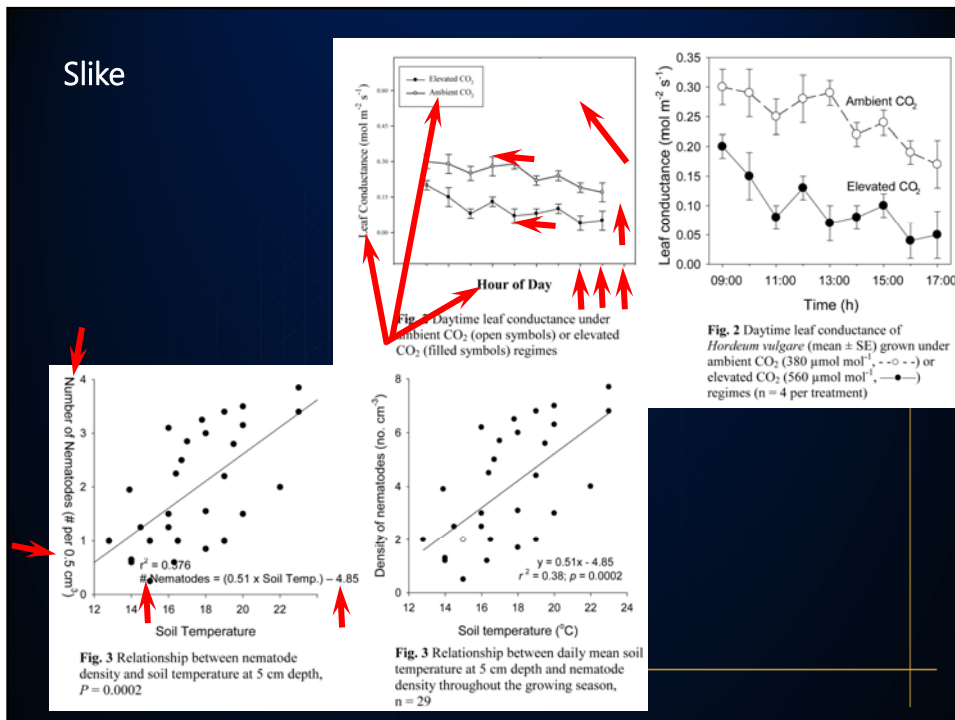 Slike
Elevated CO₂
Ambient CO₂
Leaf Conductance (mol m⁻² s⁻¹)
0.60
0.45
0.30
0.15
0.00
Hour of Day
Fig. Daytime leaf conductance under
ambient CO₂ (open symbols) or elevated
CO₂ (filled symbols) regimes
Leaf conductance (mol m⁻² s⁻¹)
0.35
0.30
0.25
0.20
0.15
0.10
0.05
0.00
Ambient CO₂
Elevated CO₂
09:00 11:00 13:00 15:00 17:00
Time (h)
Fig. 2 Daytime leaf conductance of
Hordeum vulgare (mean ± SE) grown under
ambient CO₂ (380 µmol mol⁻¹, - -○ - -) or
elevated CO₂ (560 µmol mol⁻¹, —●—)
regimes (n = 4 per treatment)
Number of Nematodes (# per 0.5 cm³)
4
3
2
1
0
r² = 0.376
# Nematodes = (0.51 x Soil Temp.) – 4.85
12 14 16 18 20 22
Soil Temperature
Fig. 3 Relationship between nematode
density and soil temperature at 5 cm depth,
P = 0.0002
Density of nematodes (no. cm⁻³)
8
6
4
2
0
y = 0.51x - 4.85
r² = 0.38; p = 0.0002
12 14 16 18 20 22 24
Soil temperature (°C)
Fig. 3 Relationship between daily mean soil
temperature at 5 cm depth and nematode
density throughout the growing season,
n = 29